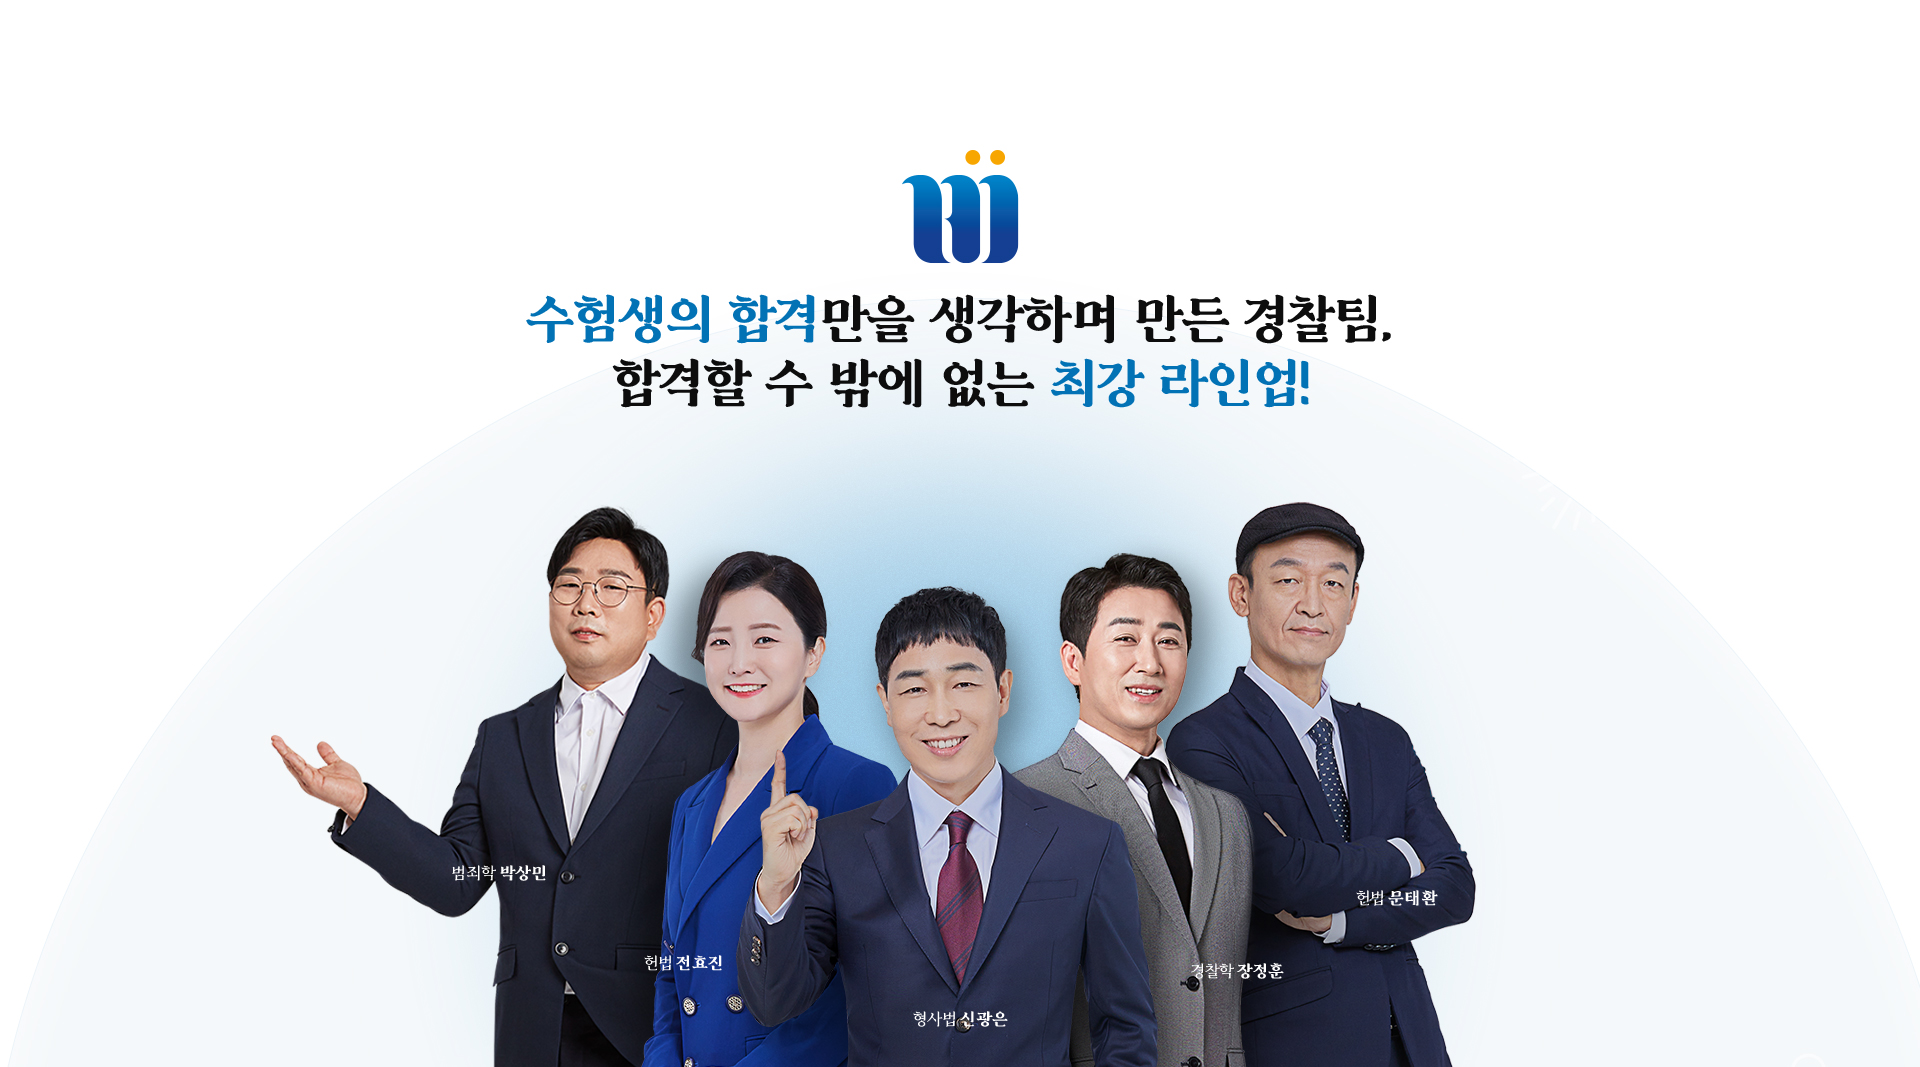 수험생의 합격만을 생각하며 만든 경찰팀,
합격할 수 밖에 없는 최강 라인업!
범죄학 박상민
헌법 문태환
헌법 전효진
경찰학 장정훈
형사법 신광은